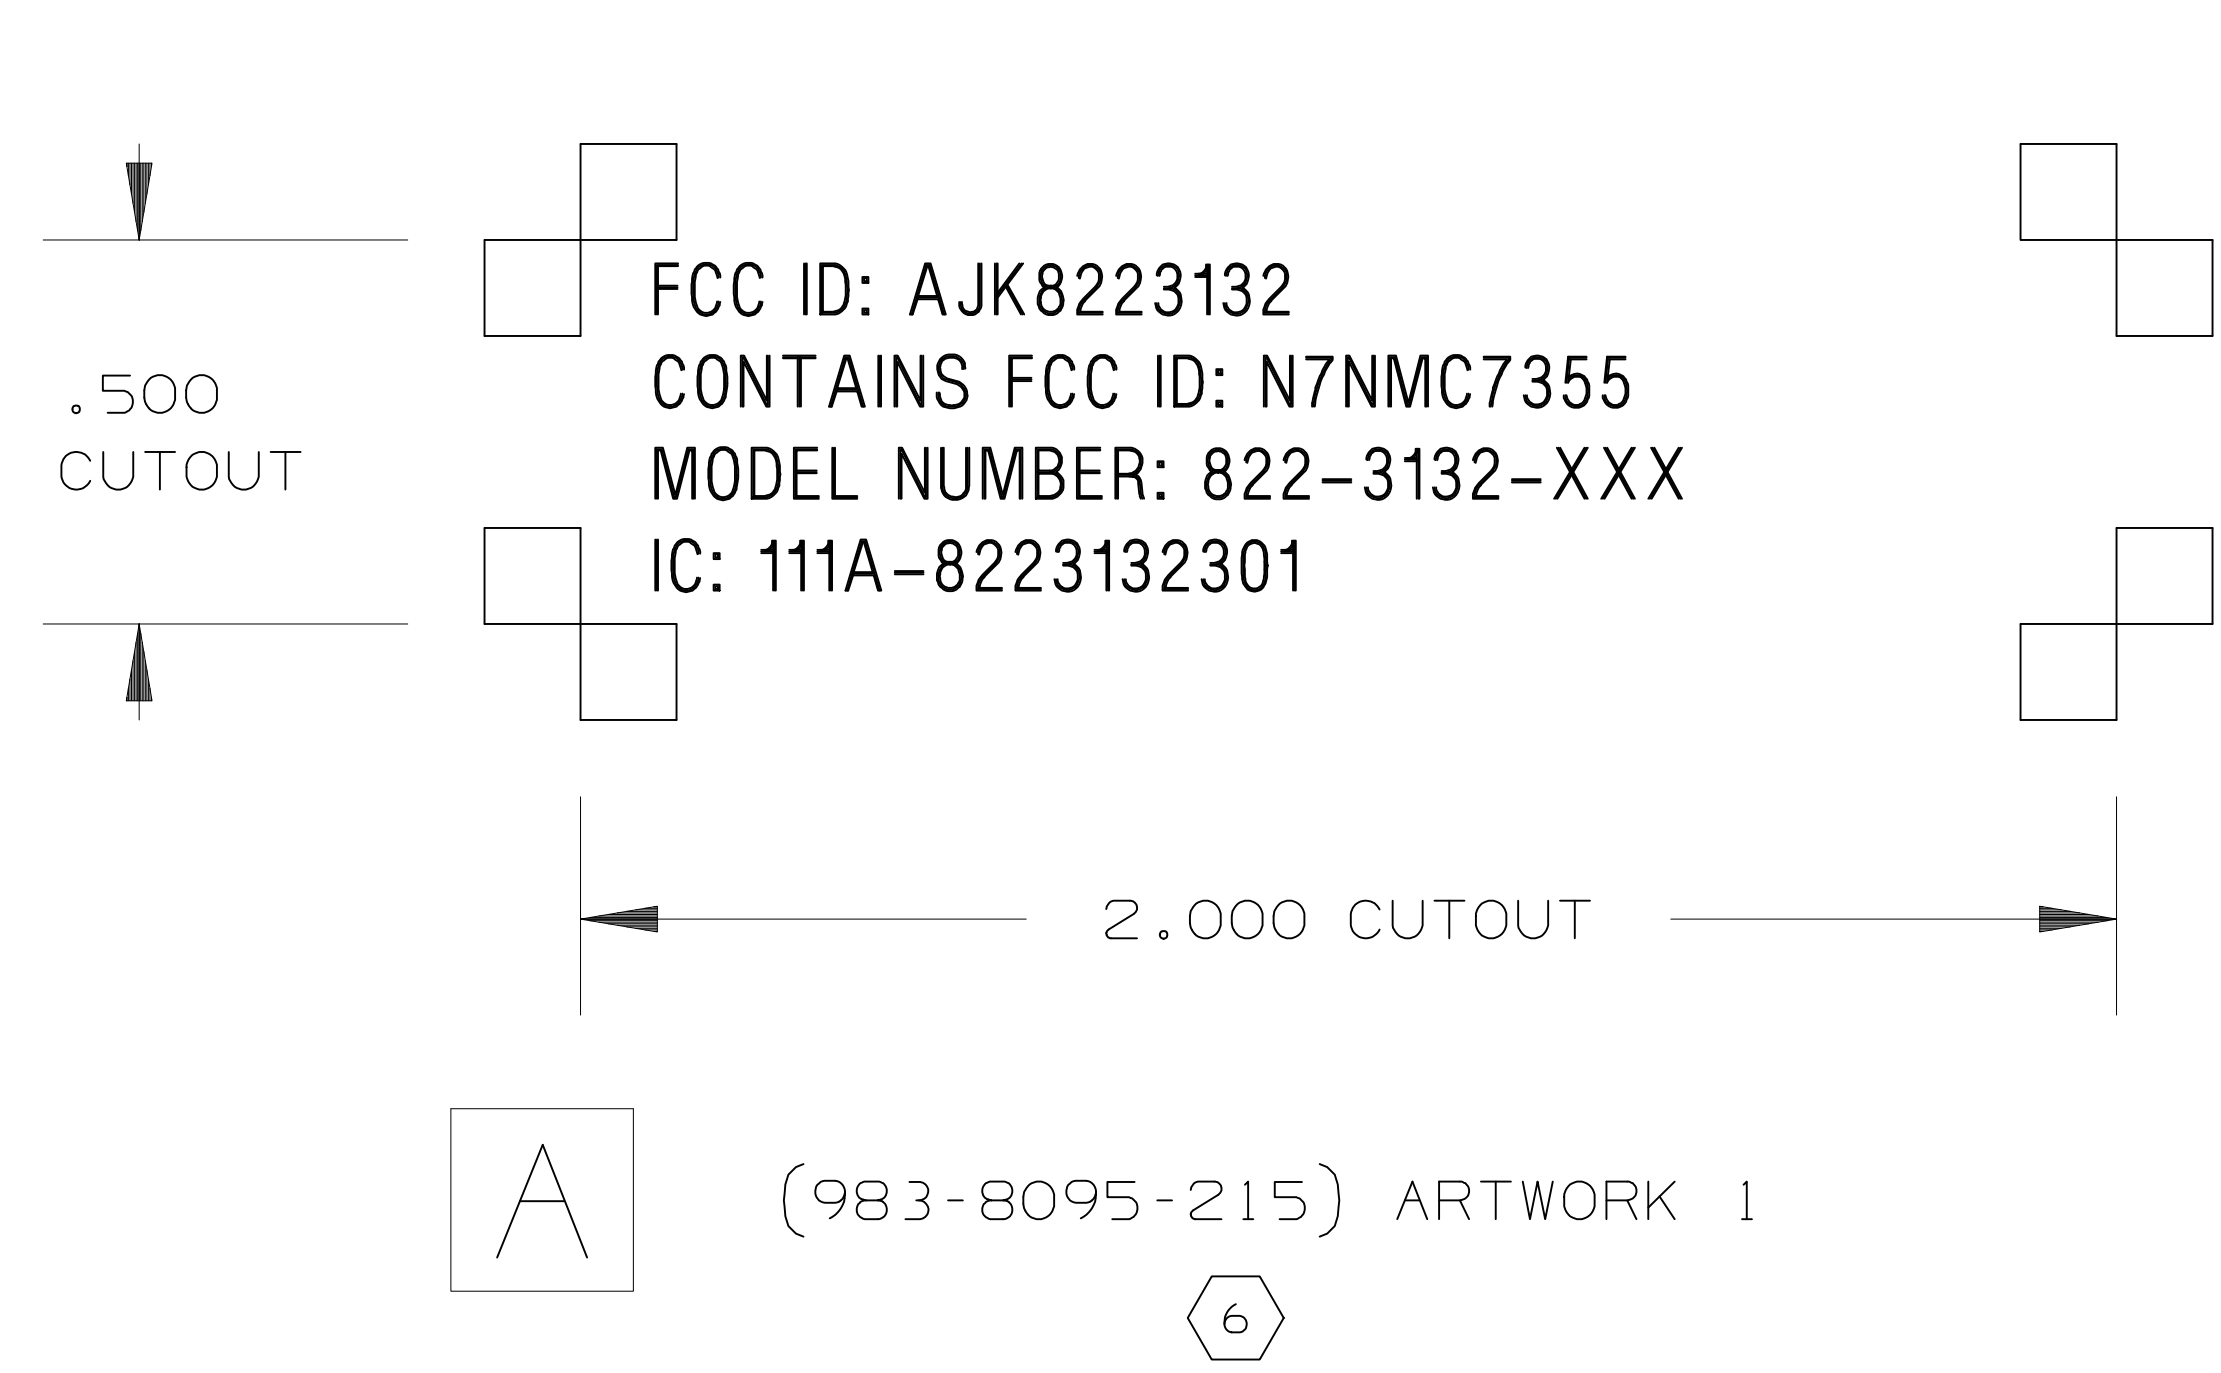 FCC ID: AJK8223132
CONTAINS FCC ID: N7NMC7355
MODEL NUMBER: 822-3132-XXX
IC: 111A-8223132301
.500
CUTOUT
2.000 CUTOUT
A
(983-8095-215) ARTWORK 1
6